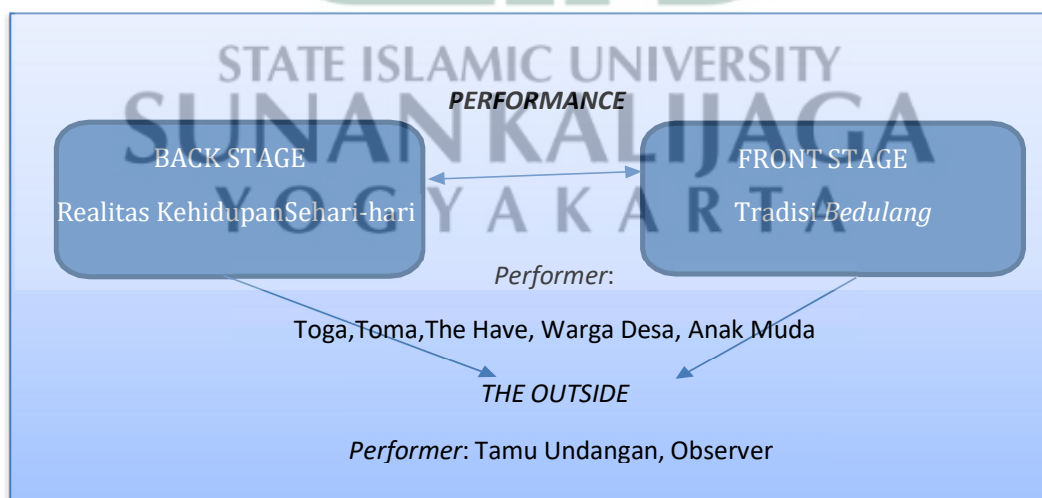 STATE ISLAMIC UNIVERSITY
SUNAN KALIJAGA
YOGYAKARTA
PERFORMANCE
BACK STAGE
Realitas KehidupanSehari-hari
FRONT STAGE
Tradisi Bedulang
Performer:
Toga,Toma,The Have, Warga Desa, Anak Muda
THE OUTSIDE
Performer: Tamu Undangan, Observer